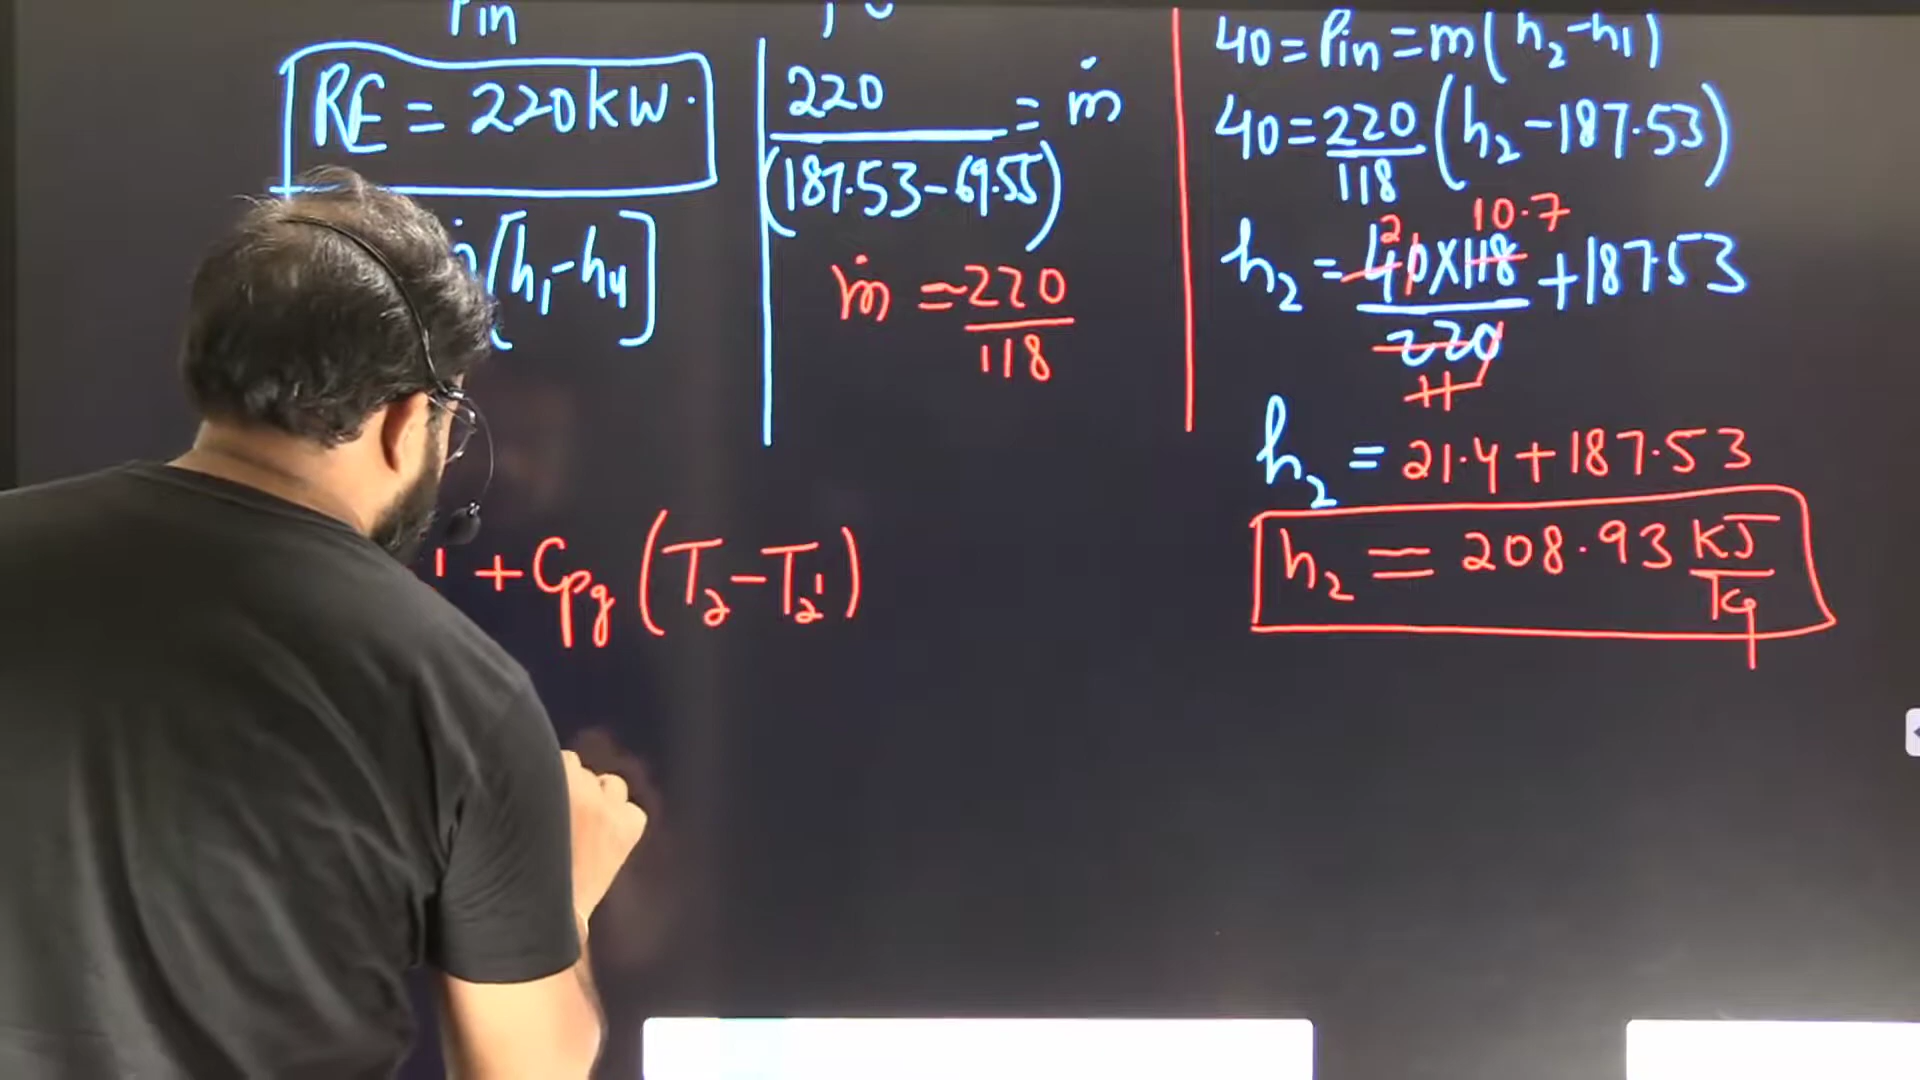 Pin
RE = 220kW.
[h₁-h₄]
220
——— = ṁ
(187.53-69.55)
ṁ = 220
118
40 = Pin = m(h₂-h₁)
40 = 220 (h₂-187.53)
118
2 10.7
h₂ = 40×118 + 187.53
220
11
h₂ = 21.4 + 187.53
h₂ = 208.93 kJ
kg
+ Cpg (T₂-T₂')